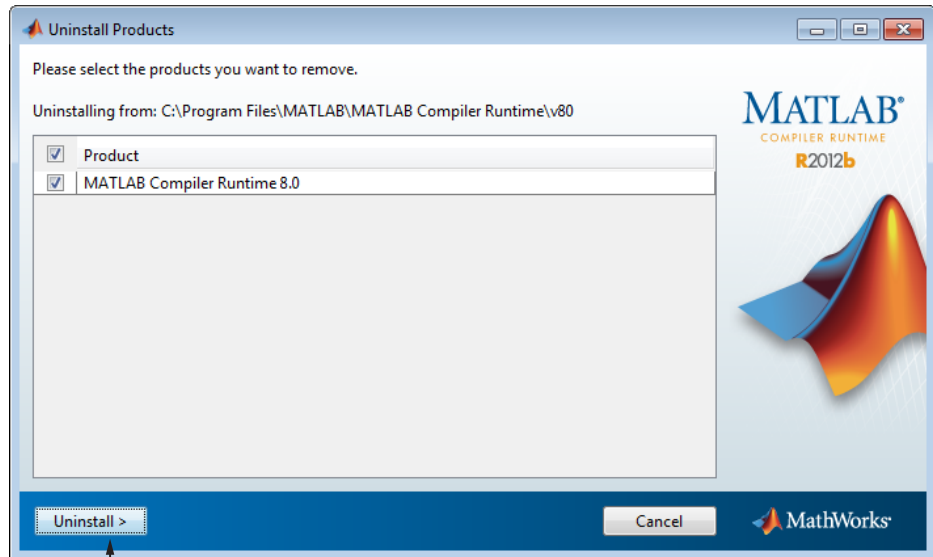 Uninstall Products
Please select the products you want to remove.
Uninstalling from: C:\Program Files\MATLAB\MATLAB Compiler Runtime\v80
Product
MATLAB Compiler Runtime 8.0
MATLAB®
COMPILER RUNTIME
R2012b
Uninstall >
Cancel
MathWorks®